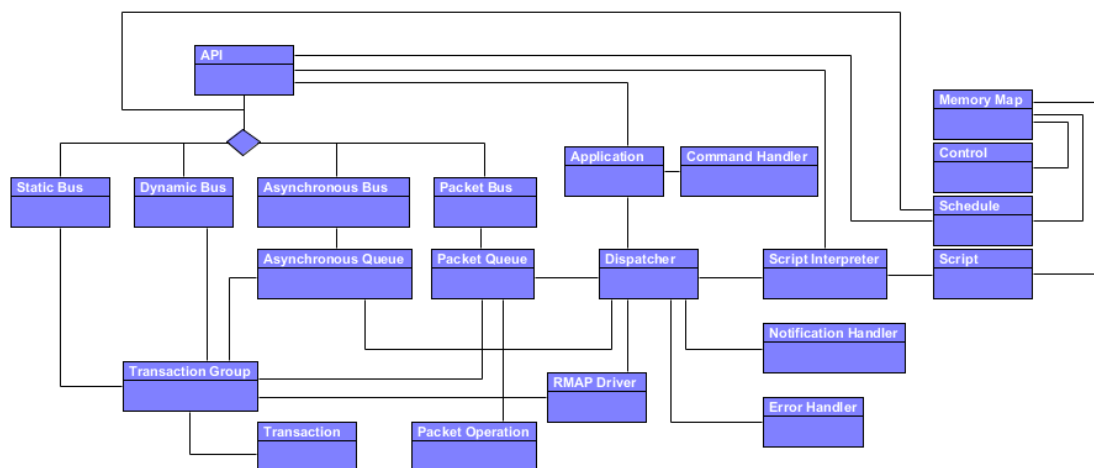 API
Memory Map
Application
Command Handler
Control
Static Bus
Dynamic Bus
Asynchronous Bus
Packet Bus
Schedule
Asynchronous Queue
Packet Queue
Dispatcher
Script Interpreter
Script
Notification Handler
Transaction Group
RMAP Driver
Error Handler
Transaction
Packet Operation